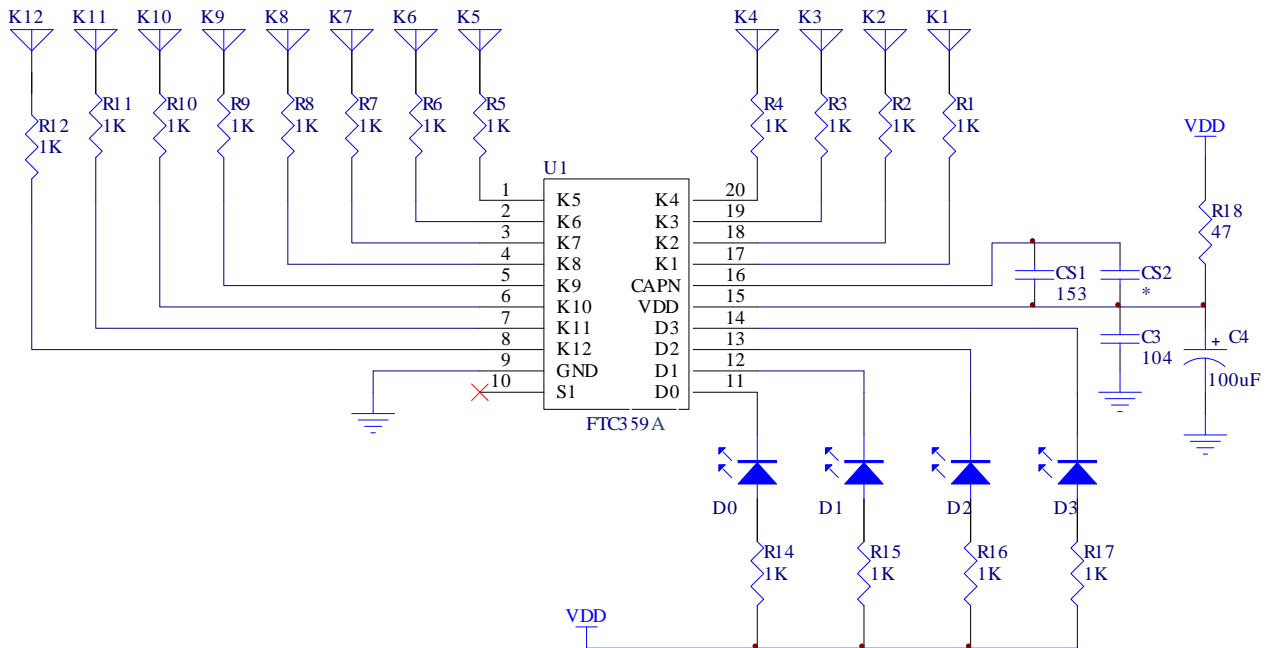 K12 K11 K10 K9 K8 K7 K6 K5 K4 K3 K2 K1
R11 R10 R9 R8 R7 R6 R5 R4 R3 R2 R1
1K 1K 1K 1K 1K 1K 1K 1K 1K 1K 1K
R12
1K
VDD
U1
1 K5 K4 20
2 K6 K3 19
3 K7 K2 18
4 K8 K1 17
5 K9 CAPN 16
6 K10 VDD 15
7 K11 D3 14
8 K12 D2 13
9 GND D1 12
10 S1 D0 11
FTC359A
R18
47
CS1
153
CS2
*
C3
104
+ C4
100uF
D0 D1 D2 D3
R14 R15 R16 R17
1K 1K 1K 1K
VDD